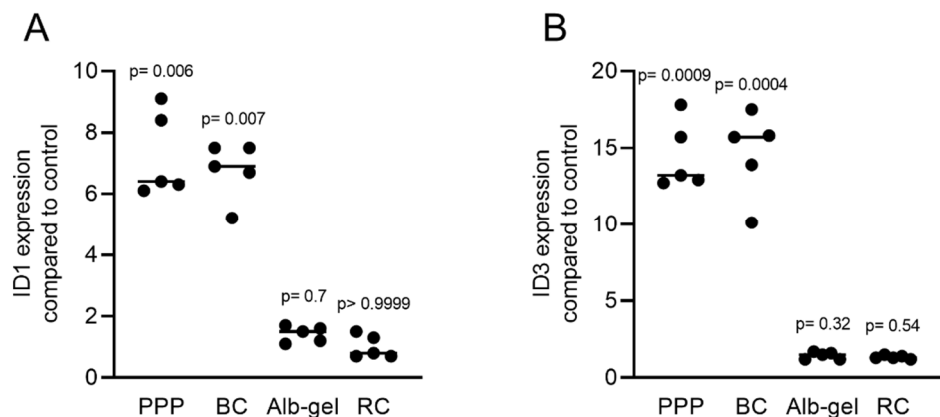 A
ID1 expression
compared to control
10
8
6
4
2
0
p= 0.006
p= 0.007
p= 0.7
p> 0.9999
PPP BC Alb-gel RC
B
ID3 expression
compared to control
20
15
10
5
0
p= 0.0009
p= 0.0004
p= 0.32
p= 0.54
PPP BC Alb-gel RC